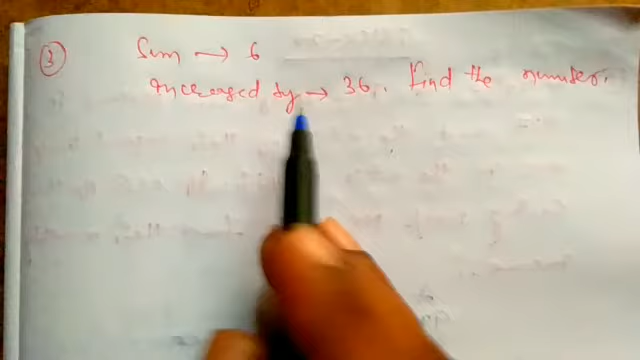 ③ Sum → 6
Increased by → 36. Find the number.